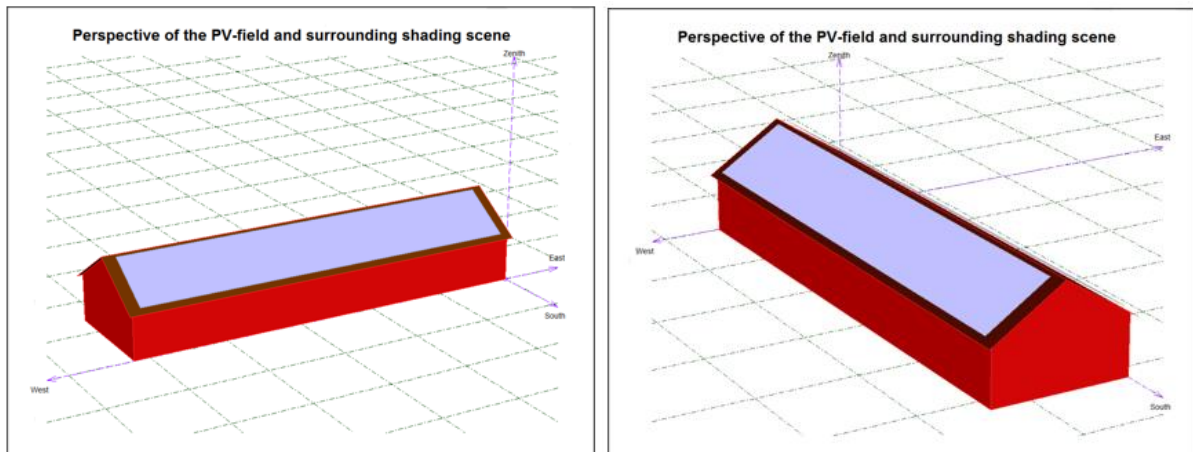 Perspective of the PV-field and surrounding shading scene
Zenith
East
South
West
Perspective of the PV-field and surrounding shading scene
Zenith
East
West
South